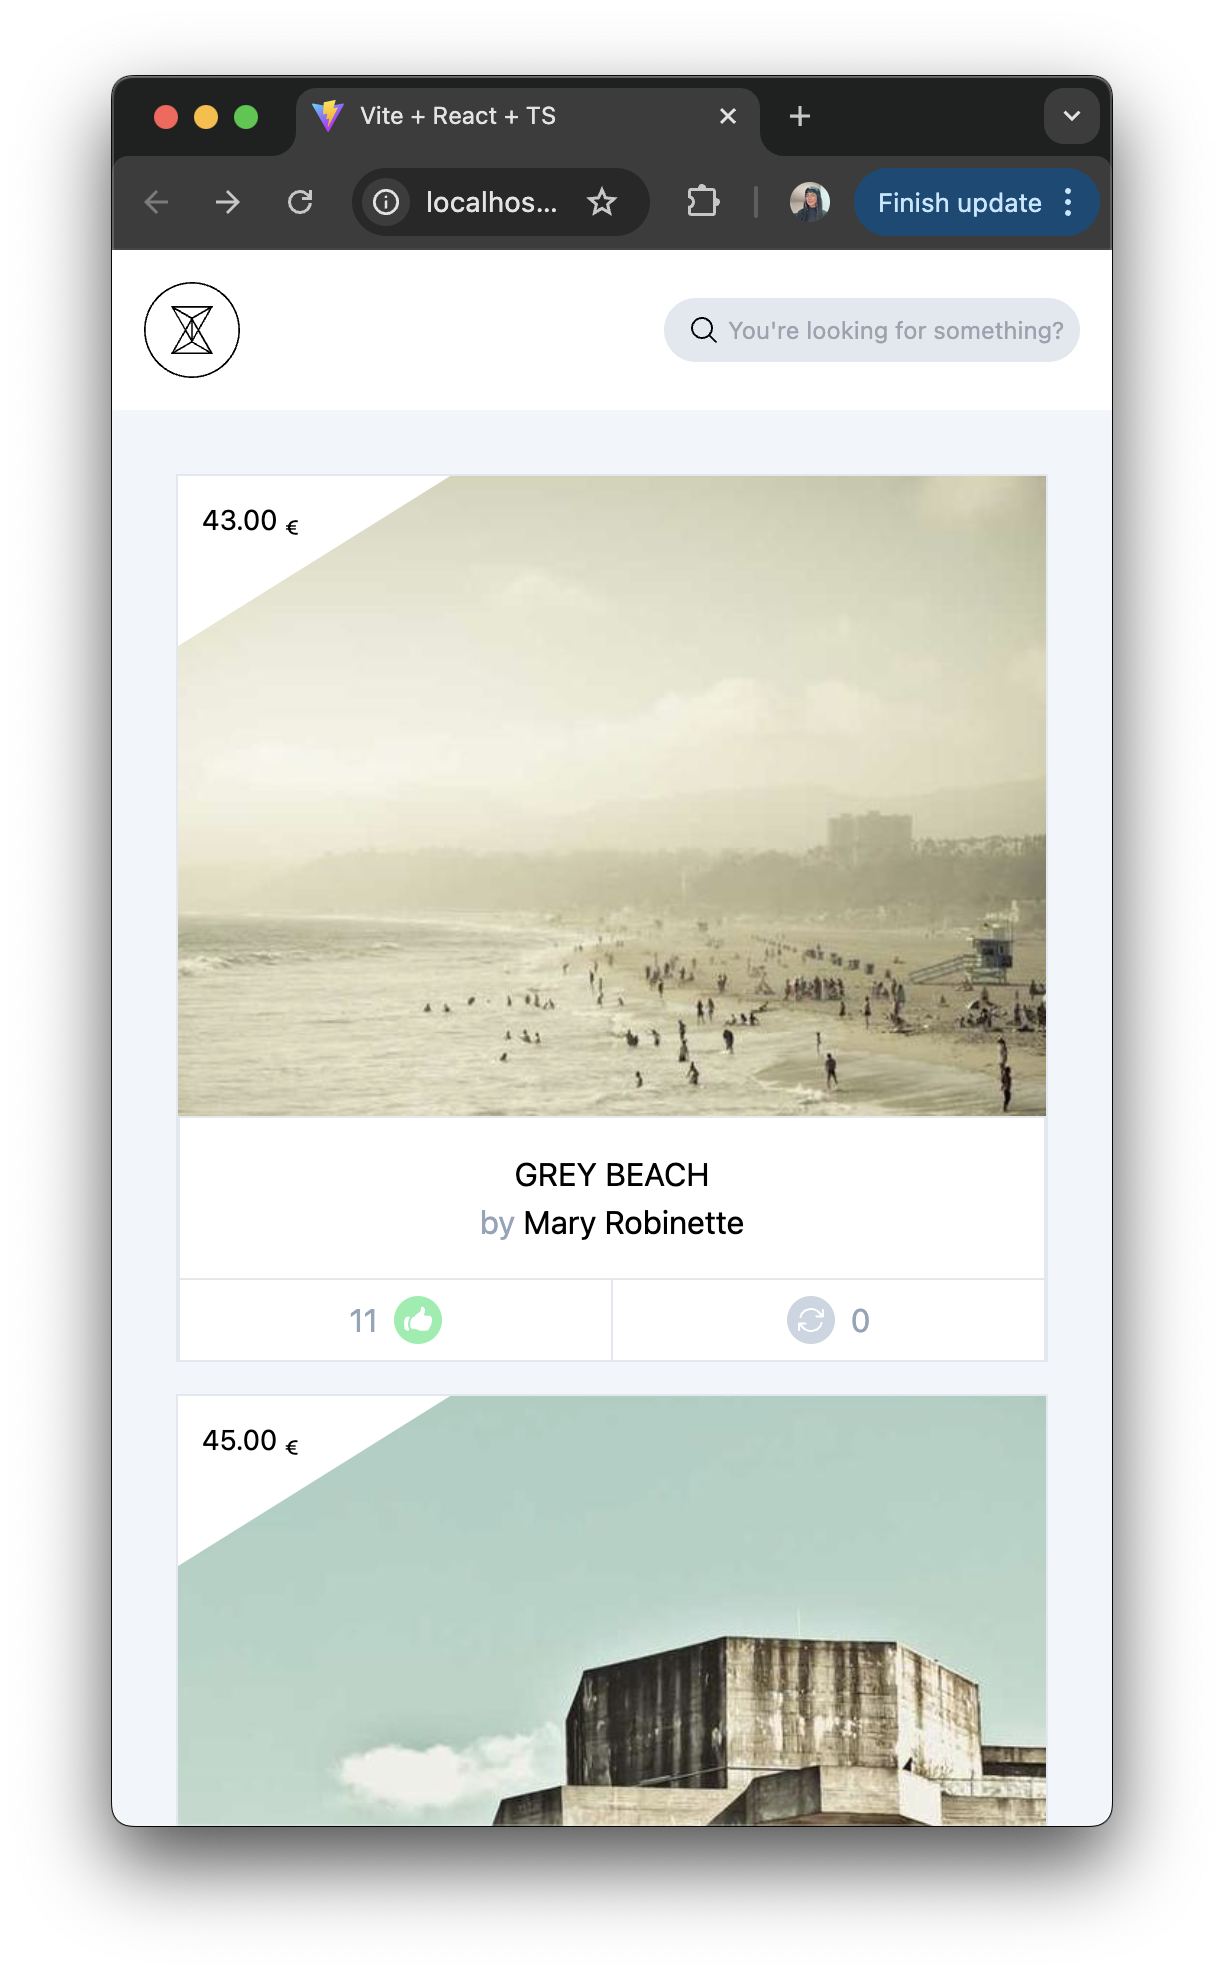 Vite + React + TS
localhos...
Finish update
You're looking for something?
43.00 €
GREY BEACH
by Mary Robinette
11
0
45.00 €